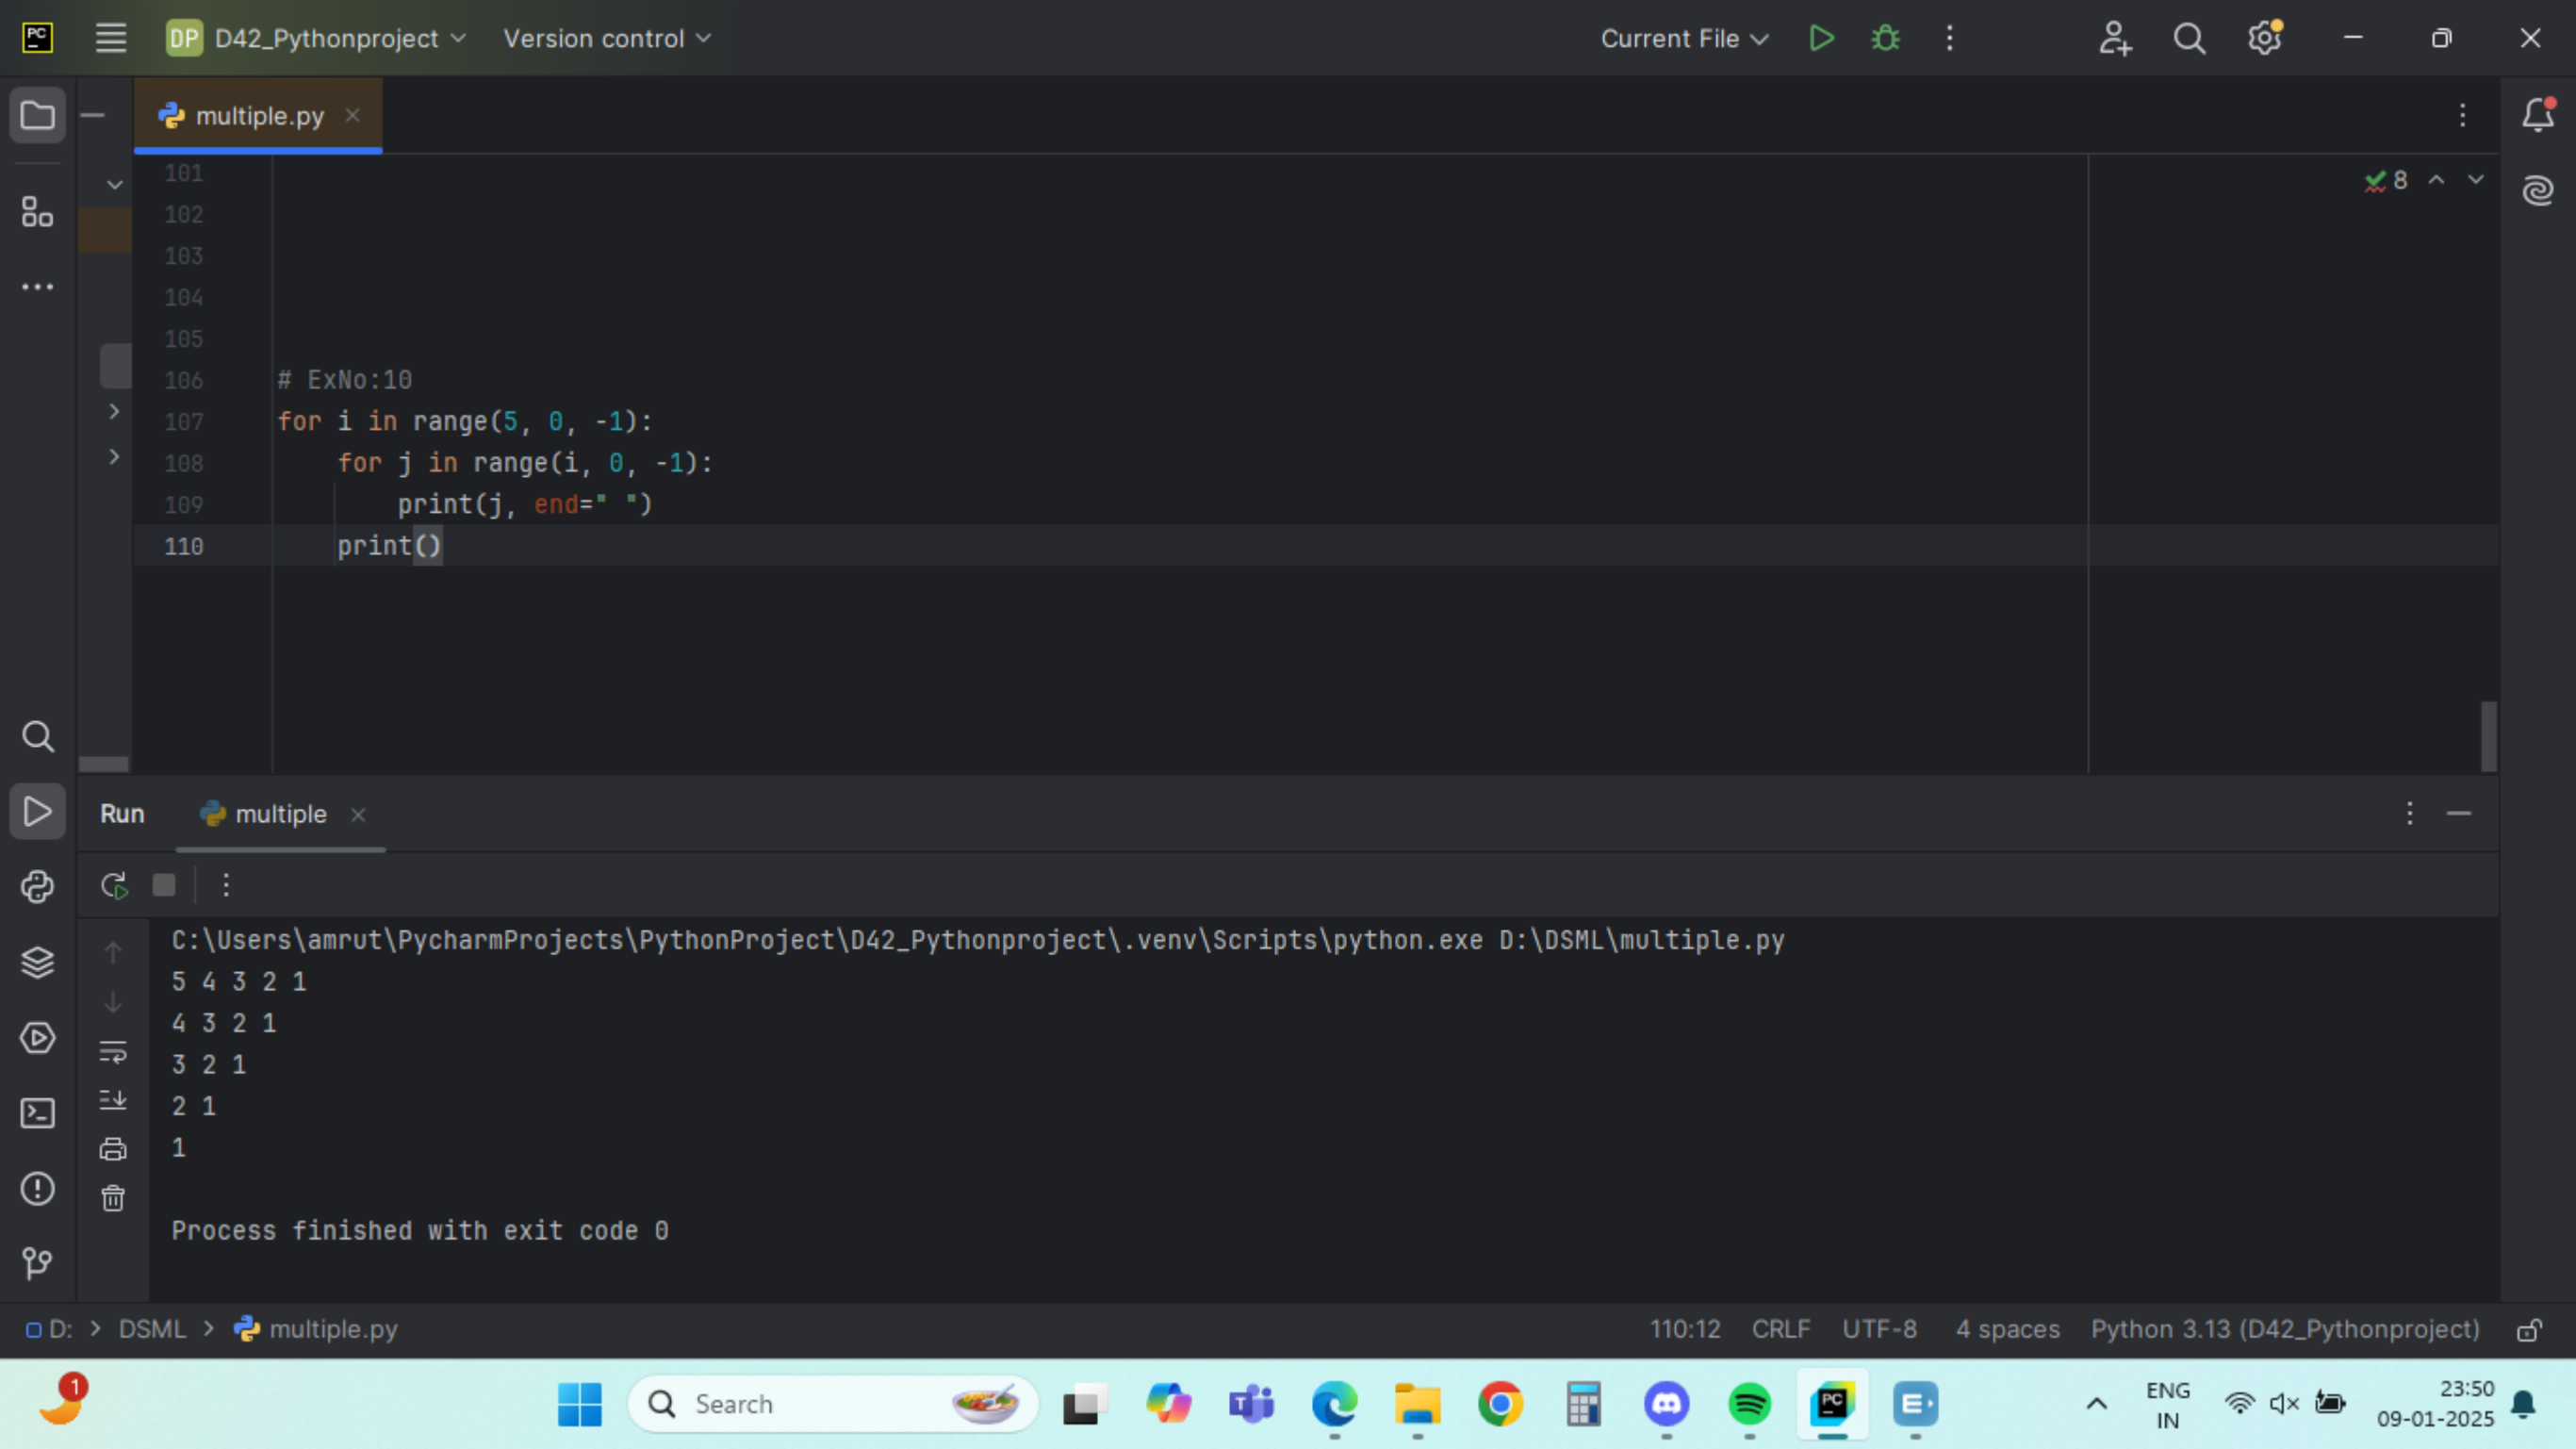 PC
DP D42_Pythonproject Version control Current File
multiple.py
8
101
102
103
104
105
106 # ExNo:10
107 for i in range(5, 0, -1):
108     for j in range(i, 0, -1):
109         print(j, end=" ")
110     print()
Run multiple
C:\Users\amrut\PycharmProjects\PythonProject\D42_Pythonproject\.venv\Scripts\python.exe D:\DSML\multiple.py
5 4 3 2 1
4 3 2 1
3 2 1
2 1
1
Process finished with exit code 0
D: > DSML > multiple.py 110:12 CRLF UTF-8 4 spaces Python 3.13 (D42_Pythonproject)
1 Search PC E ENG 23:50
IN 09-01-2025